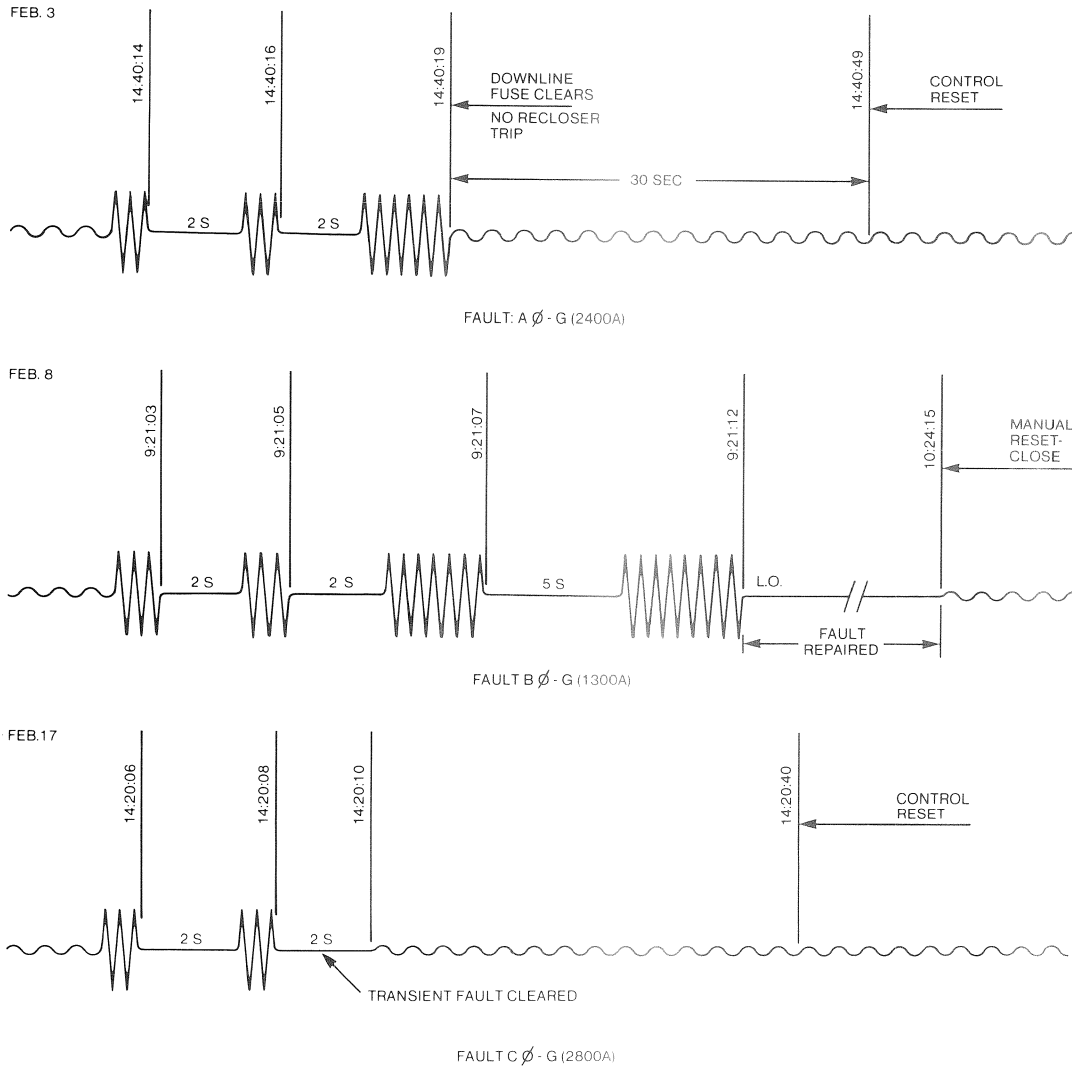 FEB. 3
14:40:14
14:40:16
14:40:19
14:40:49
DOWNLINE
FUSE CLEARS
NO RECLOSER
TRIP
CONTROL
RESET
30 SEC
2 S
2 S
FAULT: A Ø - G (2400A)
FEB. 8
9:21:03
9:21:05
9:21:07
9:21:12
10:24:15
MANUAL
RESET-
CLOSE
2 S
2 S
5 S
L.O.
FAULT
REPAIRED
FAULT B Ø - G (1300A)
FEB.17
14:20:06
14:20:08
14:20:10
14:20:40
CONTROL
RESET
2 S
2 S
TRANSIENT FAULT CLEARED
FAULT C Ø - G (2800A)